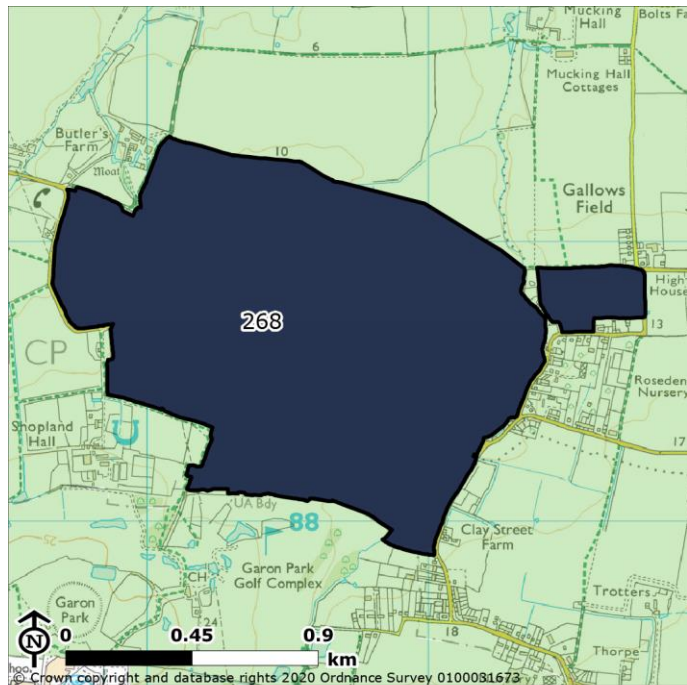 Mucking
Hall
Bolts Fa
6
Mucking Hall
Cottages
Butler's
Farm
10
Moat
Gallows
Field
High
House
268
13
CP
Roseden
Nursery
Shopland
Hall
17
UA Bdy
88
Clay Street
Farm
25
CH
Garon Park
Golf Complex
Trotters
Garon
Park
24
18
Thorpe
N
0 0.45 0.9
km
© Crown copyright and database rights 2020 Ordnance Survey 0100031673